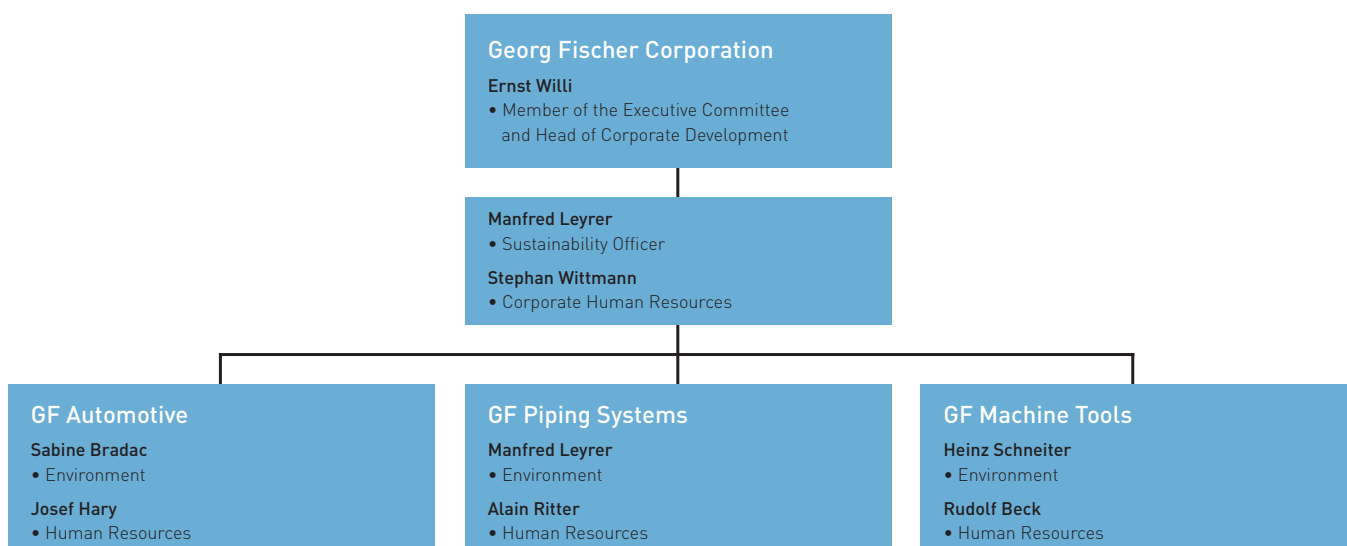 Georg Fischer Corporation
Ernst Willi
• Member of the Executive Committee
and Head of Corporate Development
Manfred Leyrer
• Sustainability Officer
Stephan Wittmann
• Corporate Human Resources
GF Automotive
Sabine Bradac
• Environment
Josef Hary
• Human Resources
GF Piping Systems
Manfred Leyrer
• Environment
Alain Ritter
• Human Resources
GF Machine Tools
Heinz Schneiter
• Environment
Rudolf Beck
• Human Resources